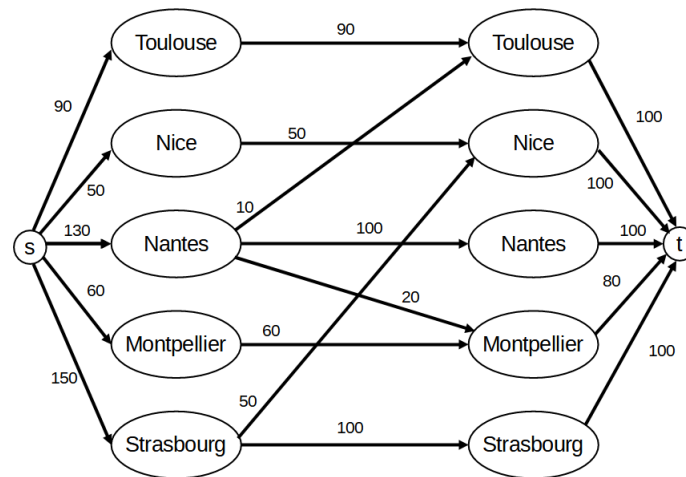 Toulouse 90 Toulouse
90 100
Nice 50 Nice
50 100
10
s 130 Nantes 100 Nantes 100 t
60 20 80
Montpellier 60 Montpellier
150 100
50
Strasbourg 100 Strasbourg